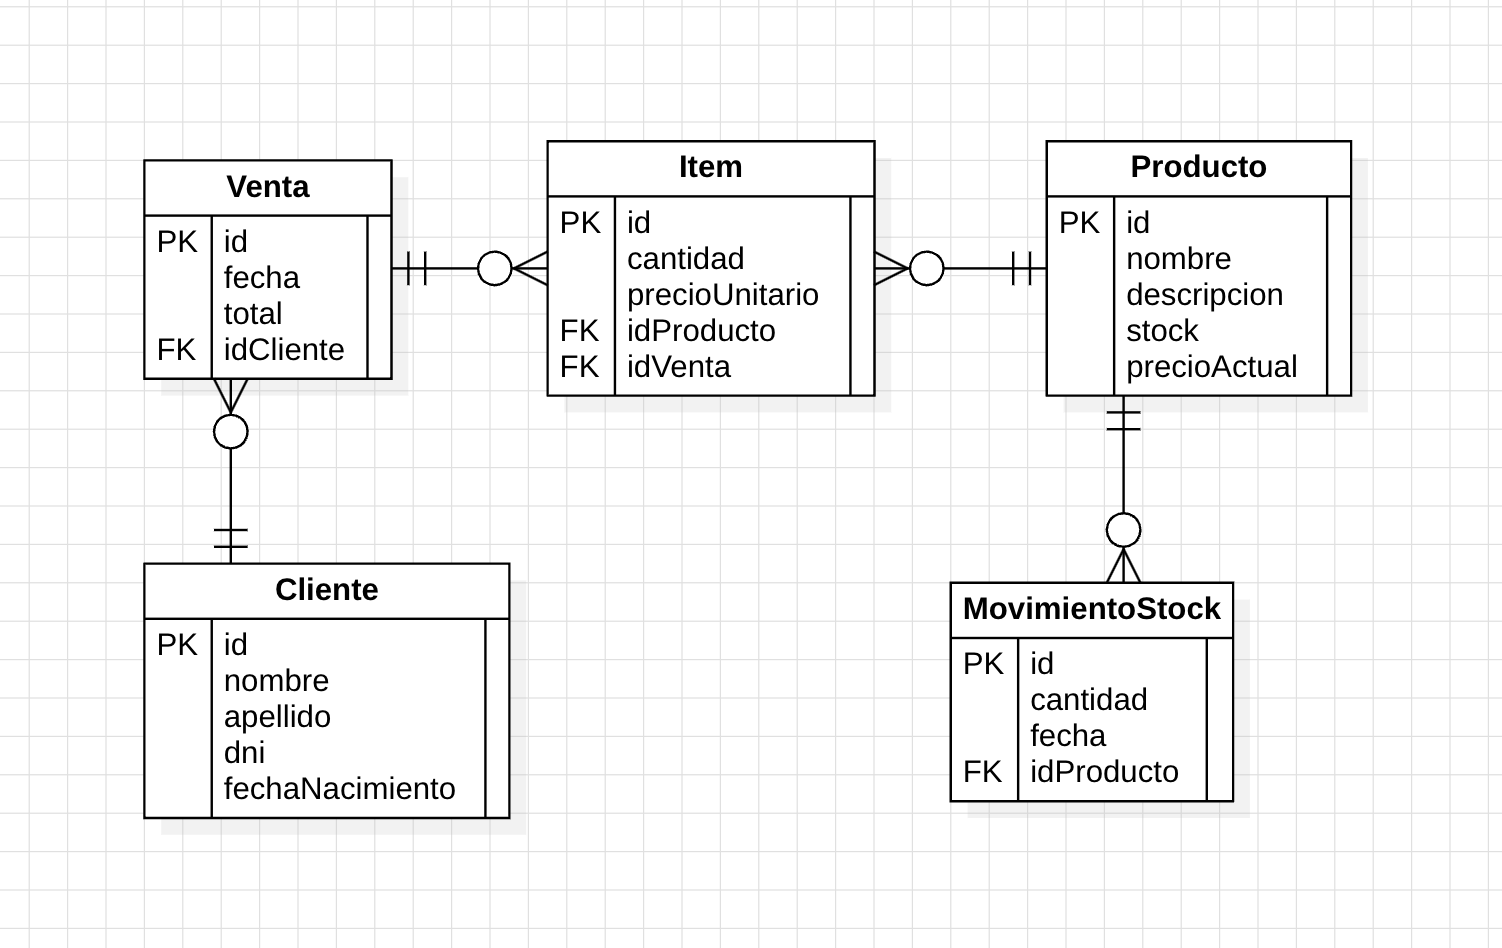 Venta
PK id
fecha
total
FK idCliente
Item
PK id
cantidad
precioUnitario
FK idProducto
FK idVenta
Producto
PK id
nombre
descripcion
stock
precioActual
Cliente
PK id
nombre
apellido
dni
fechaNacimiento
MovimientoStock
PK id
cantidad
fecha
FK idProducto